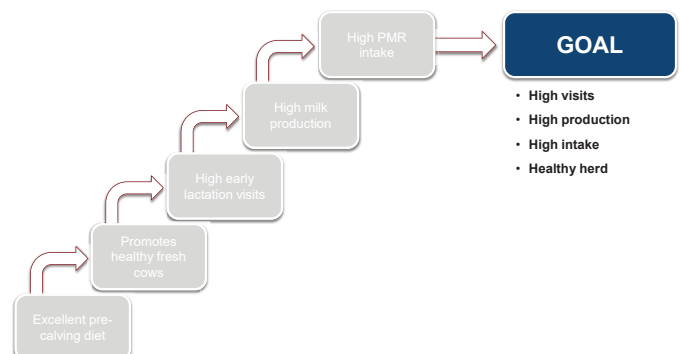 High PMR
intake
GOAL
• High visits
• High production
• High intake
• Healthy herd
High milk
production
High early
lactation visits
Promotes
healthy fresh
cows
Excellent pre-
calving diet